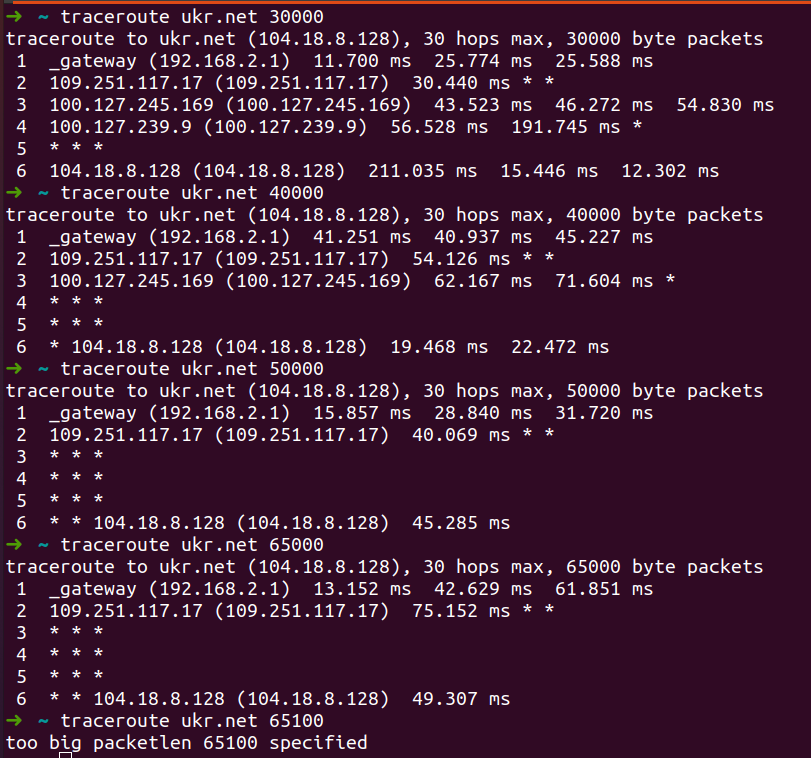 ➜  ~ traceroute ukr.net 30000
traceroute to ukr.net (104.18.8.128), 30 hops max, 30000 byte packets
 1  _gateway (192.168.2.1)  11.700 ms  25.774 ms  25.588 ms
 2  109.251.117.17 (109.251.117.17)  30.440 ms * *
 3  100.127.245.169 (100.127.245.169)  43.523 ms  46.272 ms  54.830 ms
 4  100.127.239.9 (100.127.239.9)  56.528 ms  191.745 ms *
 5  * * *
 6  104.18.8.128 (104.18.8.128)  211.035 ms  15.446 ms  12.302 ms
➜  ~ traceroute ukr.net 40000
traceroute to ukr.net (104.18.8.128), 30 hops max, 40000 byte packets
 1  _gateway (192.168.2.1)  41.251 ms  40.937 ms  45.227 ms
 2  109.251.117.17 (109.251.117.17)  54.126 ms * *
 3  100.127.245.169 (100.127.245.169)  62.167 ms  71.604 ms *
 4  * * *
 5  * * *
 6  * 104.18.8.128 (104.18.8.128)  19.468 ms  22.472 ms
➜  ~ traceroute ukr.net 50000
traceroute to ukr.net (104.18.8.128), 30 hops max, 50000 byte packets
 1  _gateway (192.168.2.1)  15.857 ms  28.840 ms  31.720 ms
 2  109.251.117.17 (109.251.117.17)  40.069 ms * *
 3  * * *
 4  * * *
 5  * * *
 6  * * 104.18.8.128 (104.18.8.128)  45.285 ms
➜  ~ traceroute ukr.net 65000
traceroute to ukr.net (104.18.8.128), 30 hops max, 65000 byte packets
 1  _gateway (192.168.2.1)  13.152 ms  42.629 ms  61.851 ms
 2  109.251.117.17 (109.251.117.17)  75.152 ms * *
 3  * * *
 4  * * *
 5  * * *
 6  * * 104.18.8.128 (104.18.8.128)  49.307 ms
➜  ~ traceroute ukr.net 65100
too big packetlen 65100 specified